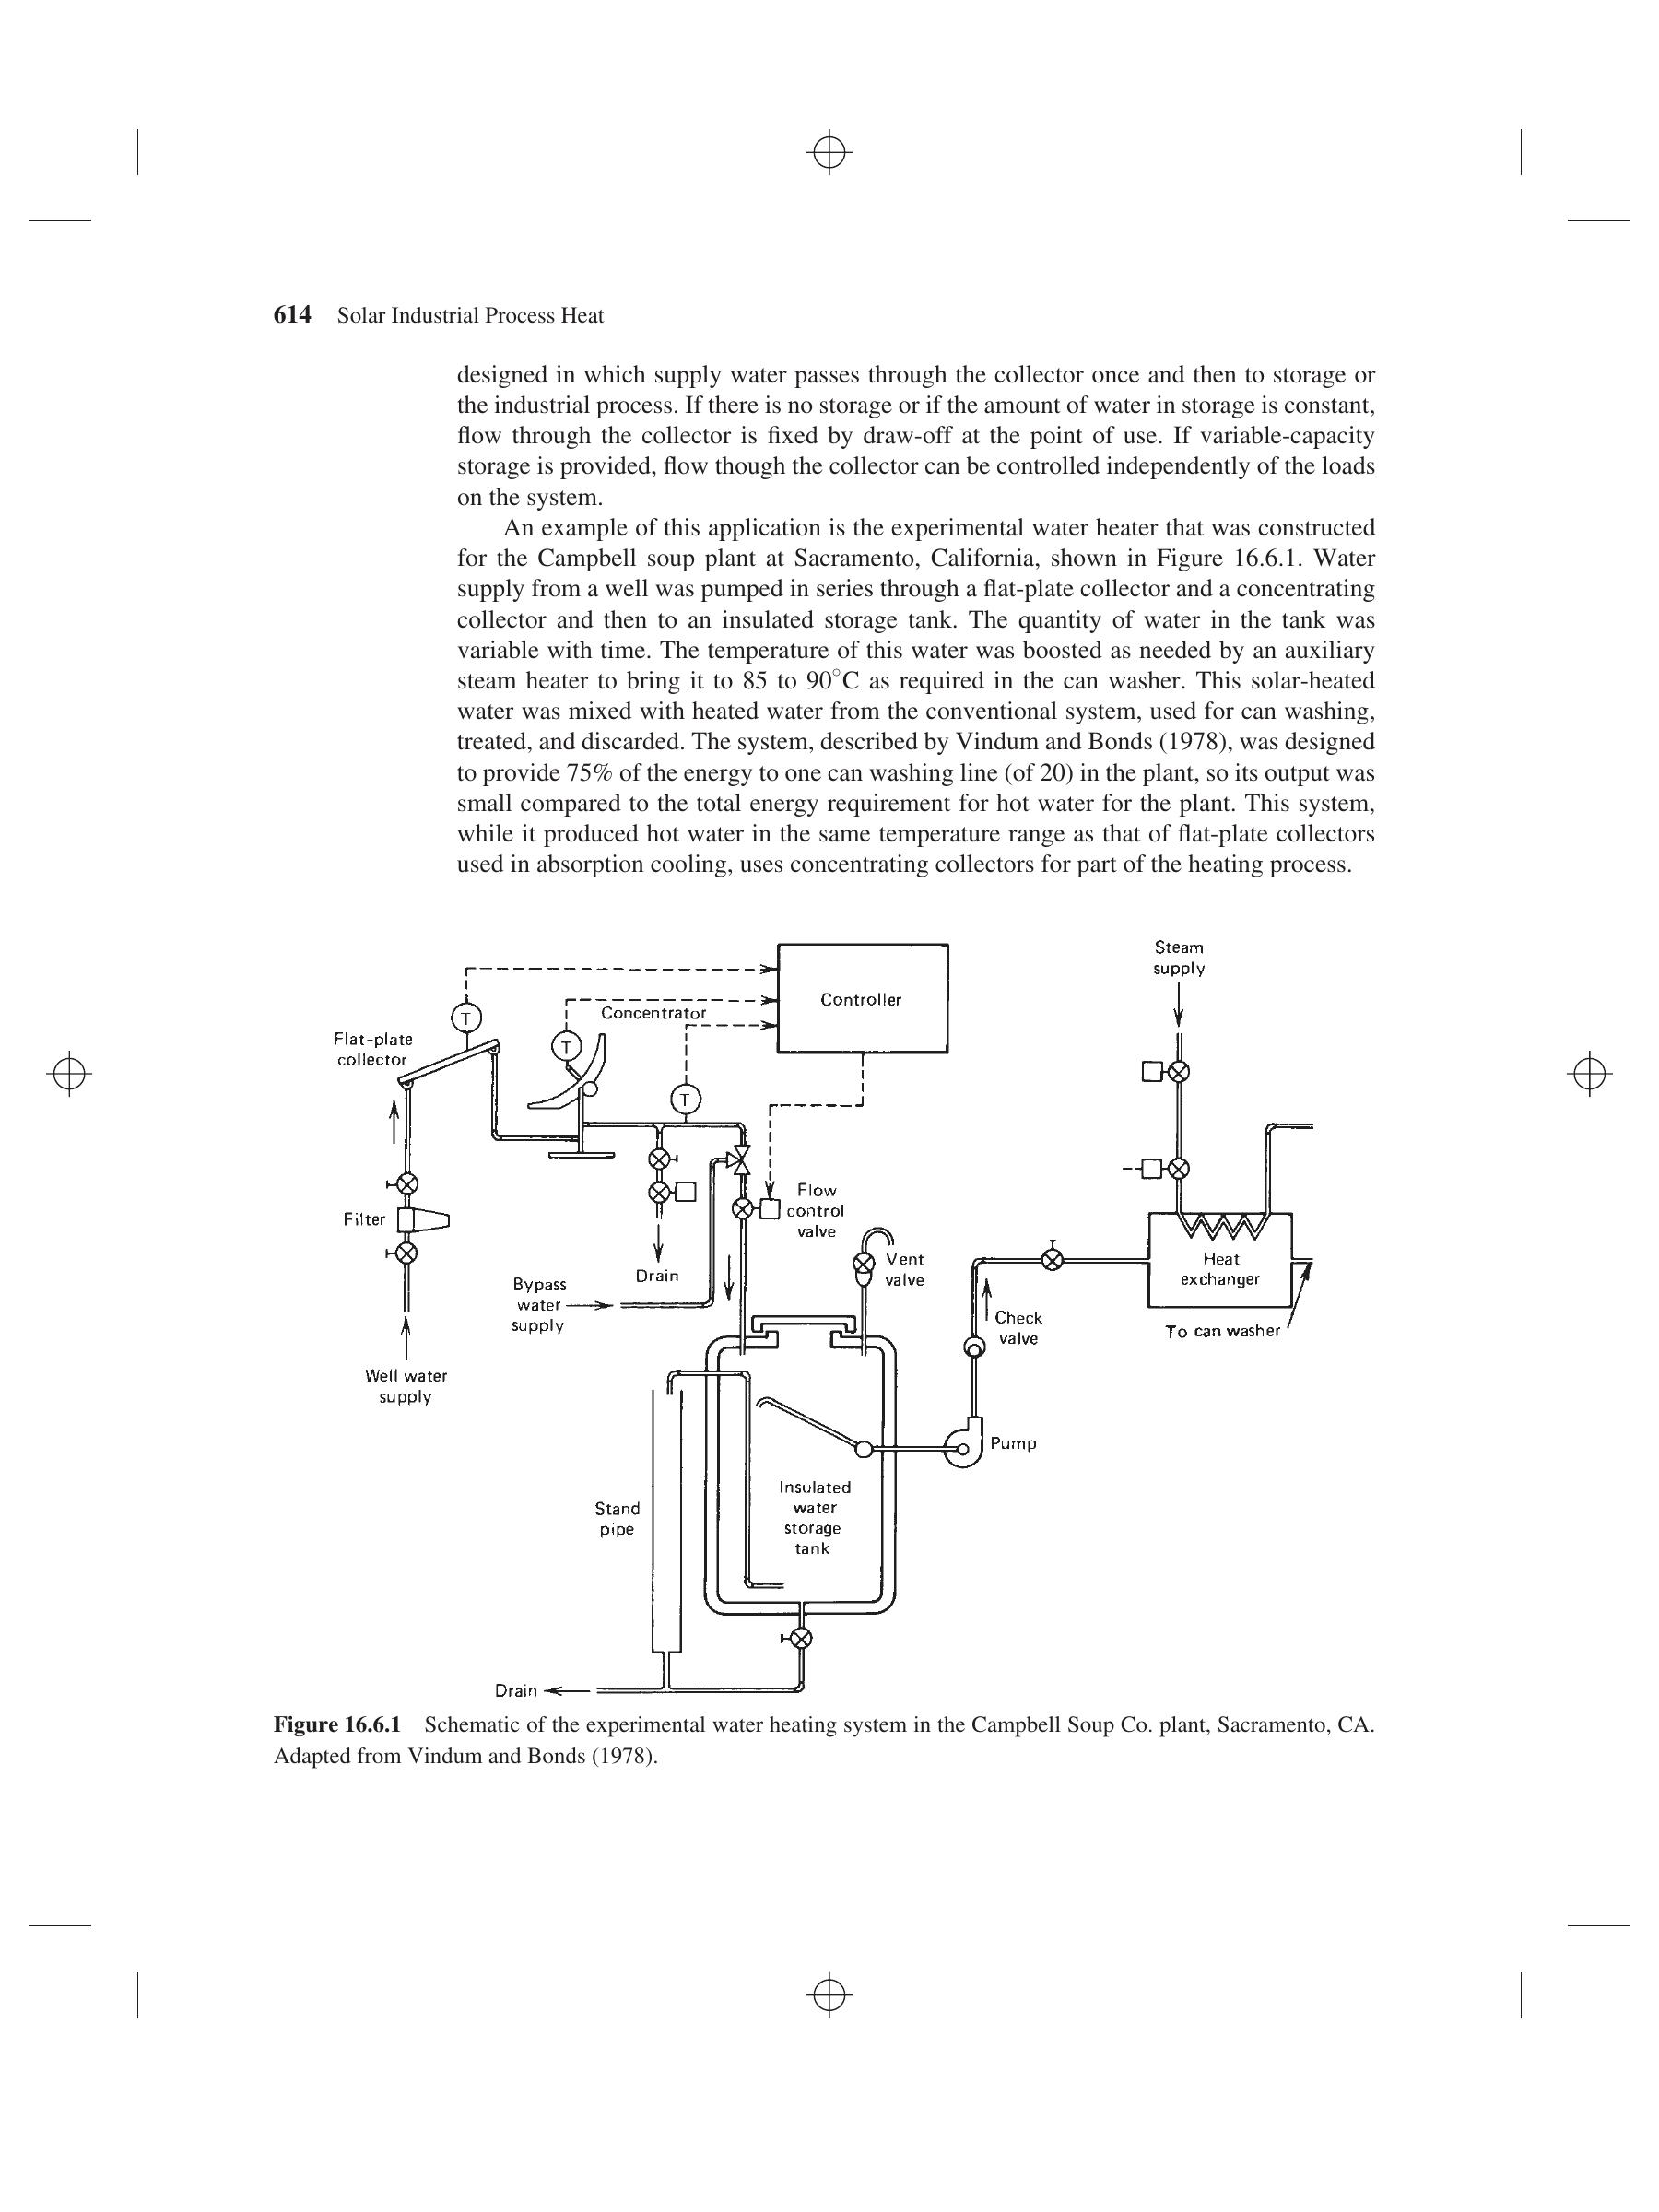 614 Solar Industrial Process Heat
designed in which supply water passes through the collector once and then to storage or
the industrial process. If there is no storage or if the amount of water in storage is constant,
flow through the collector is fixed by draw-off at the point of use. If variable-capacity
storage is provided, flow though the collector can be controlled independently of the loads
on the system.
An example of this application is the experimental water heater that was constructed
for the Campbell soup plant at Sacramento, California, shown in Figure 16.6.1. Water
supply from a well was pumped in series through a flat-plate collector and a concentrating
collector and then to an insulated storage tank. The quantity of water in the tank was
variable with time. The temperature of this water was boosted as needed by an auxiliary
steam heater to bring it to 85 to 90°C as required in the can washer. This solar-heated
water was mixed with heated water from the conventional system, used for can washing,
treated, and discarded. The system, described by Vindum and Bonds (1978), was designed
to provide 75% of the energy to one can washing line (of 20) in the plant, so its output was
small compared to the total energy requirement for hot water for the plant. This system,
while it produced hot water in the same temperature range as that of flat-plate collectors
used in absorption cooling, uses concentrating collectors for part of the heating process.
Steam
supply
Controller
Concentrator
T
T
T
Flat-plate
collector
Flow
control
valve
Filter
Vent
valve
Heat
exchanger
Drain
Bypass
water
supply
Check
valve
To can washer
Well water
supply
Pump
Insulated
water
storage
tank
Stand
pipe
Drain
Figure 16.6.1 Schematic of the experimental water heating system in the Campbell Soup Co. plant, Sacramento, CA.
Adapted from Vindum and Bonds (1978).